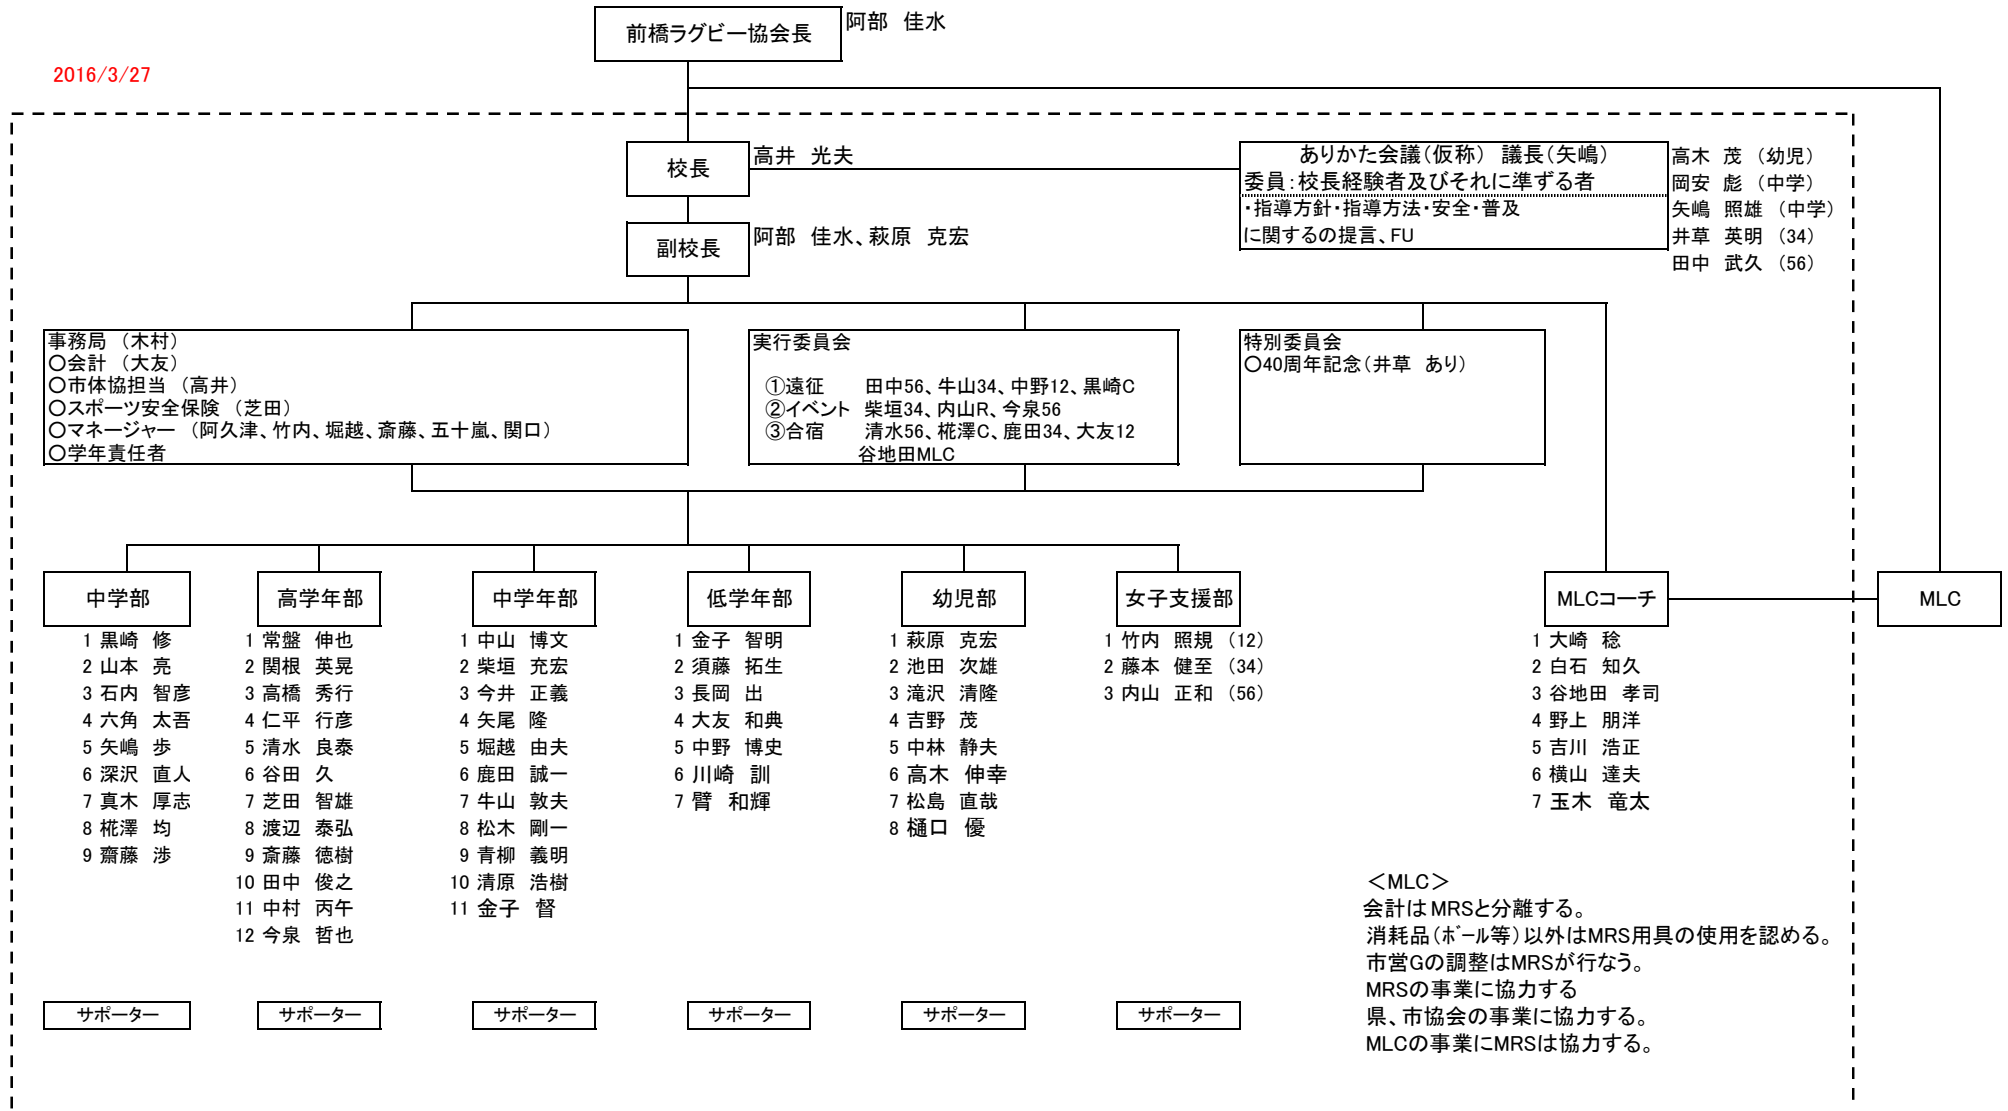 前橋ラグビー協会長
阿部 佳水
2016/3/27
校長
高井 光夫
副校長
阿部 佳水、萩原 克宏
ありかた会議(仮称) 議長(矢嶋)
委員:校長経験者及びそれに準ずる者
・指導方針・指導方法・安全・普及
に関するの提言、FU
高木 茂 (幼児)
岡安 彪 (中学)
矢嶋 照雄 (中学)
井草 英明 (34)
田中 武久 (56)
事務局 (木村)
○会計 (大友)
○市体協担当 (高井)
○スポーツ安全保険 (芝田)
○マネージャー (阿久津、竹内、堀越、斎藤、五十嵐、関口)
○学年責任者
実行委員会
①遠征 田中56、牛山34、中野12、黒崎C
②イベント 柴垣34、内山R、今泉56
③合宿 清水56、椛澤C、鹿田34、大友12
谷地田MLC
特別委員会
○40周年記念(井草 あり)
中学部
1 黒崎 修
2 山本 亮
3 石内 智彦
4 六角 太吾
5 矢嶋 歩
6 深沢 直人
7 真木 厚志
8 椛澤 均
9 齋藤 渉
サポーター
高学年部
1 常盤 伸也
2 関根 英晃
3 高橋 秀行
4 仁平 行彦
5 清水 良泰
6 谷田 久
7 芝田 智雄
8 渡辺 泰弘
9 斎藤 徳樹
10 田中 俊之
11 中村 丙午
12 今泉 哲也
サポーター
中学年部
1 中山 博文
2 柴垣 充宏
3 今井 正義
4 矢尾 隆
5 堀越 由夫
6 鹿田 誠一
7 牛山 敦夫
8 松木 剛一
9 青柳 義明
10 清原 浩樹
11 金子 督
サポーター
低学年部
1 金子 智明
2 須藤 拓生
3 長岡 出
4 大友 和典
5 中野 博史
6 川崎 訓
7 臂 和輝
サポーター
幼児部
1 萩原 克宏
2 池田 次雄
3 滝沢 清隆
4 吉野 茂
5 中林 静夫
6 高木 伸幸
7 松島 直哉
8 樋口 優
サポーター
女子支援部
1 竹内 照規 (12)
2 藤本 健至 (34)
3 内山 正和 (56)
サポーター
MLCコーチ
1 大崎 稔
2 白石 知久
3 谷地田 孝司
4 野上 朋洋
5 吉川 浩正
6 横山 達夫
7 玉木 竜太
MLC
＜MLC＞
会計はMRSと分離する。
消耗品(ﾎﾞｰﾙ等)以外はMRS用具の使用を認める。
市営Gの調整はMRSが行なう。
MRSの事業に協力する
県、市協会の事業に協力する。
MLCの事業にMRSは協力する。